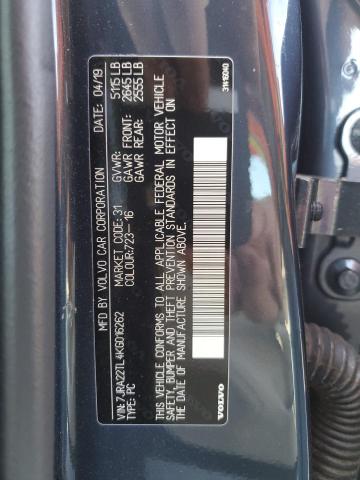 MFD BY VOLVO CAR CORPORATION DATE: 04/19
GVWR: 5115 LB
MARKET CODE: 31 GAWR FRONT: 2645 LB
COLOUR:723--16 GAWR REAR: 2555 LB
THIS VEHICLE CONFORMS TO ALL APPLICABLE FEDERAL MOTOR VEHICLE
SAFETY, BUMPER AND THEFT PREVENTION STANDARDS IN EFFECT ON
THE DATE OF MANUFACTURE SHOWN ABOVE.
VIN: 7JRA22TL4KG016262
TYPE: PC
VOLVO
31416040